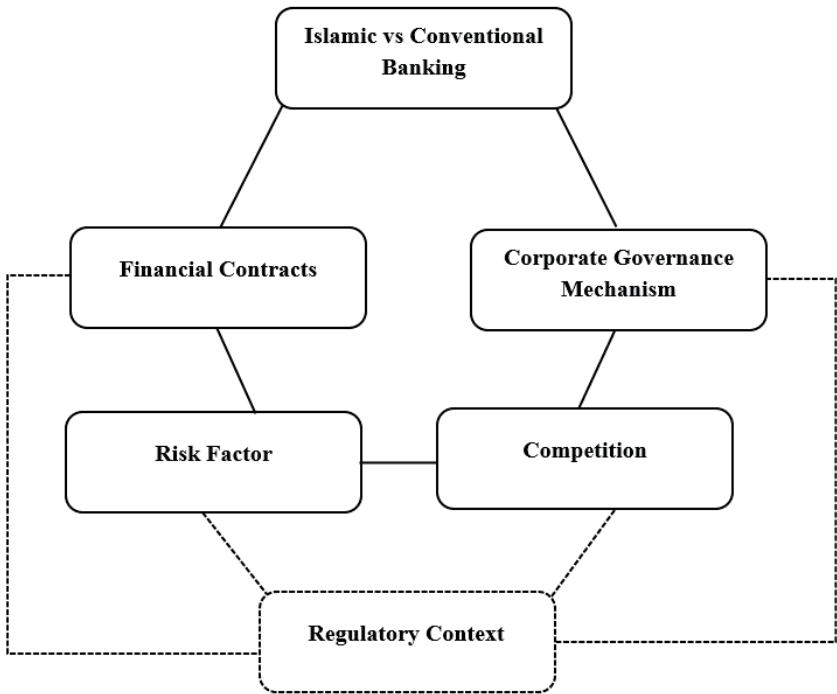 Islamic vs Conventional
Banking
Financial Contracts
Corporate Governance
Mechanism
Risk Factor
Competition
Regulatory Context